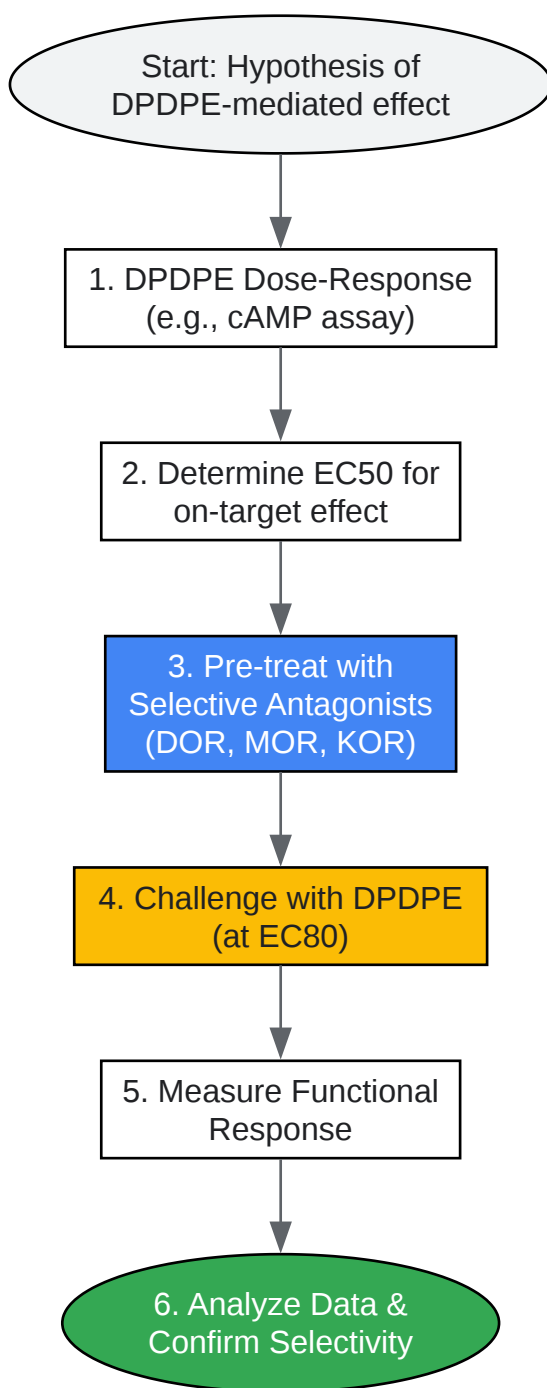 Start: Hypothesis of
DPDPE-mediated effect
1. DPDPE Dose-Response
(e.g., cAMP assay)
2. Determine EC50 for
on-target effect
3. Pre-treat with
Selective Antagonists
(DOR, MOR, KOR)
4. Challenge with DPDPE
(at EC80)
5. Measure Functional
Response
6. Analyze Data &
Confirm Selectivity